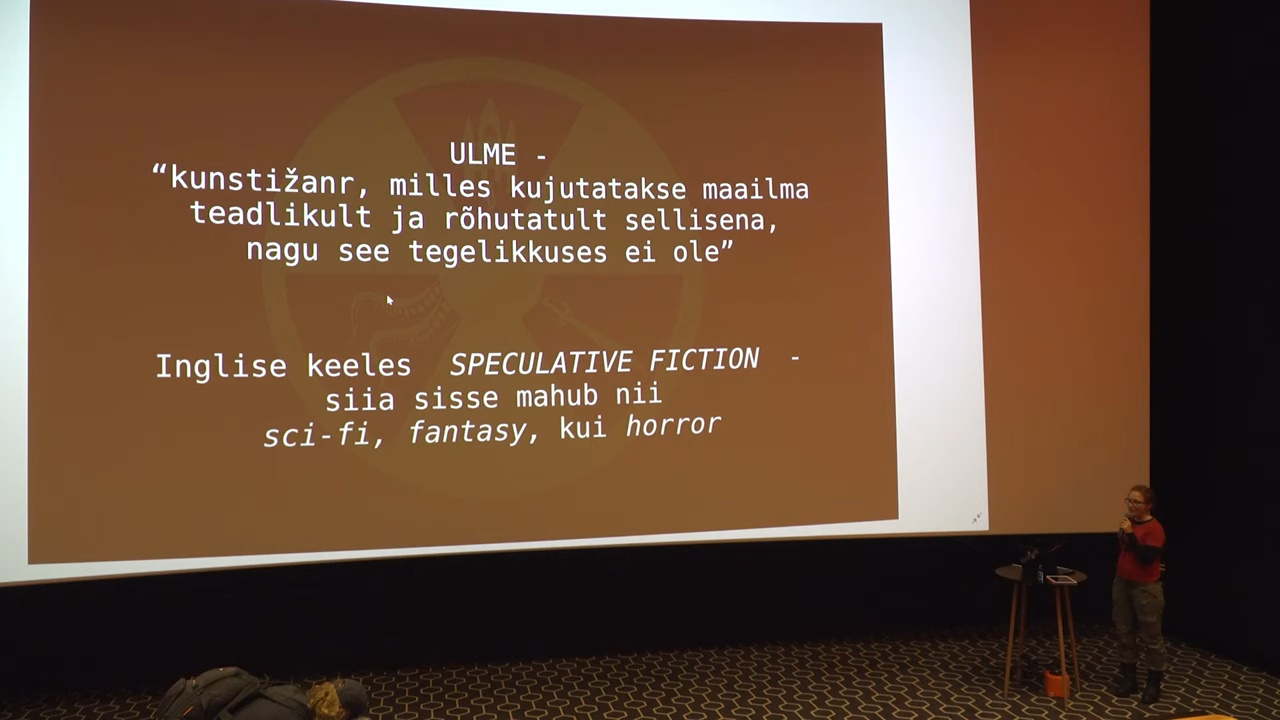 ULME -
“kunstižanr, milles kujutatakse maailma
teadlikult ja rõhutatult sellisena,
nagu see tegelikkuses ei ole”
Inglise keeles SPECULATIVE FICTION -
siia sisse mahub nii
sci-fi, fantasy, kui horror